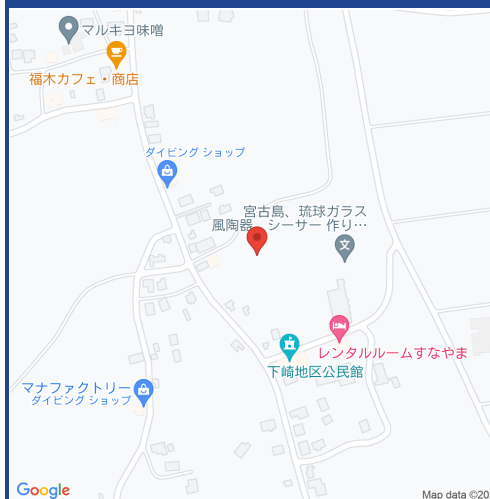 マルキヨ味噌
福木カフェ・商店
ダイビング ショップ
宮古島、琉球ガラス
風陶器 シーサー 作り…
文
レンタルルームすなやま
下崎地区公民館
マナファクトリー
ダイビング ショップ
Google
Map data ©20